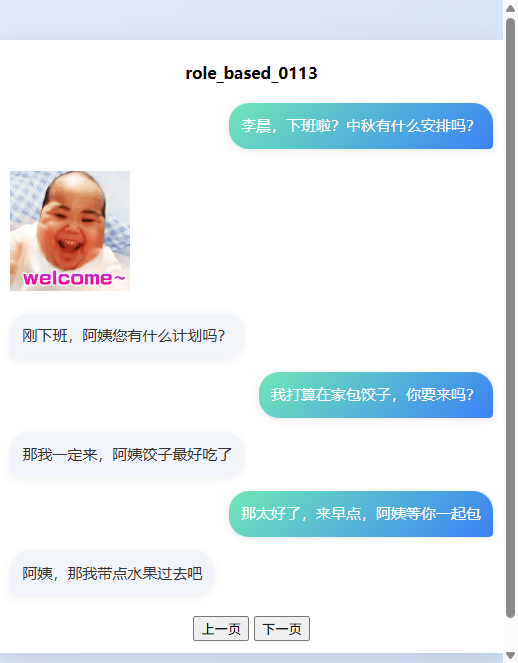 role_based_0113
李晨，下班啦？中秋有什么安排吗？
welcome~
刚下班，阿姨您有什么计划吗？
我打算在家包饺子，你要来吗？
那我一定来，阿姨饺子最好吃了
那太好了，来早点，阿姨等你一起包
阿姨，那我带点水果过去吧
上一页 下一页